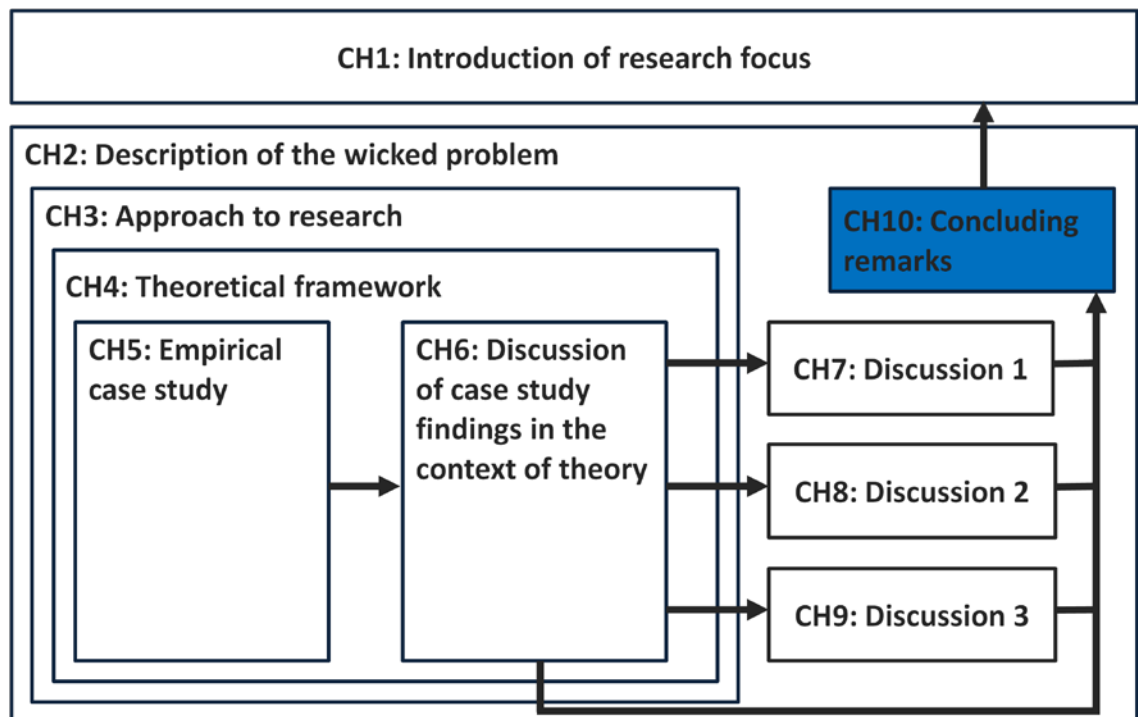 CH1: Introduction of research focus
CH2: Description of the wicked problem
CH3: Approach to research
CH10: Concluding
remarks
CH4: Theoretical framework
CH5: Empirical
case study
CH6: Discussion
of case study
findings in the
context of theory
CH7: Discussion 1
CH8: Discussion 2
CH9: Discussion 3